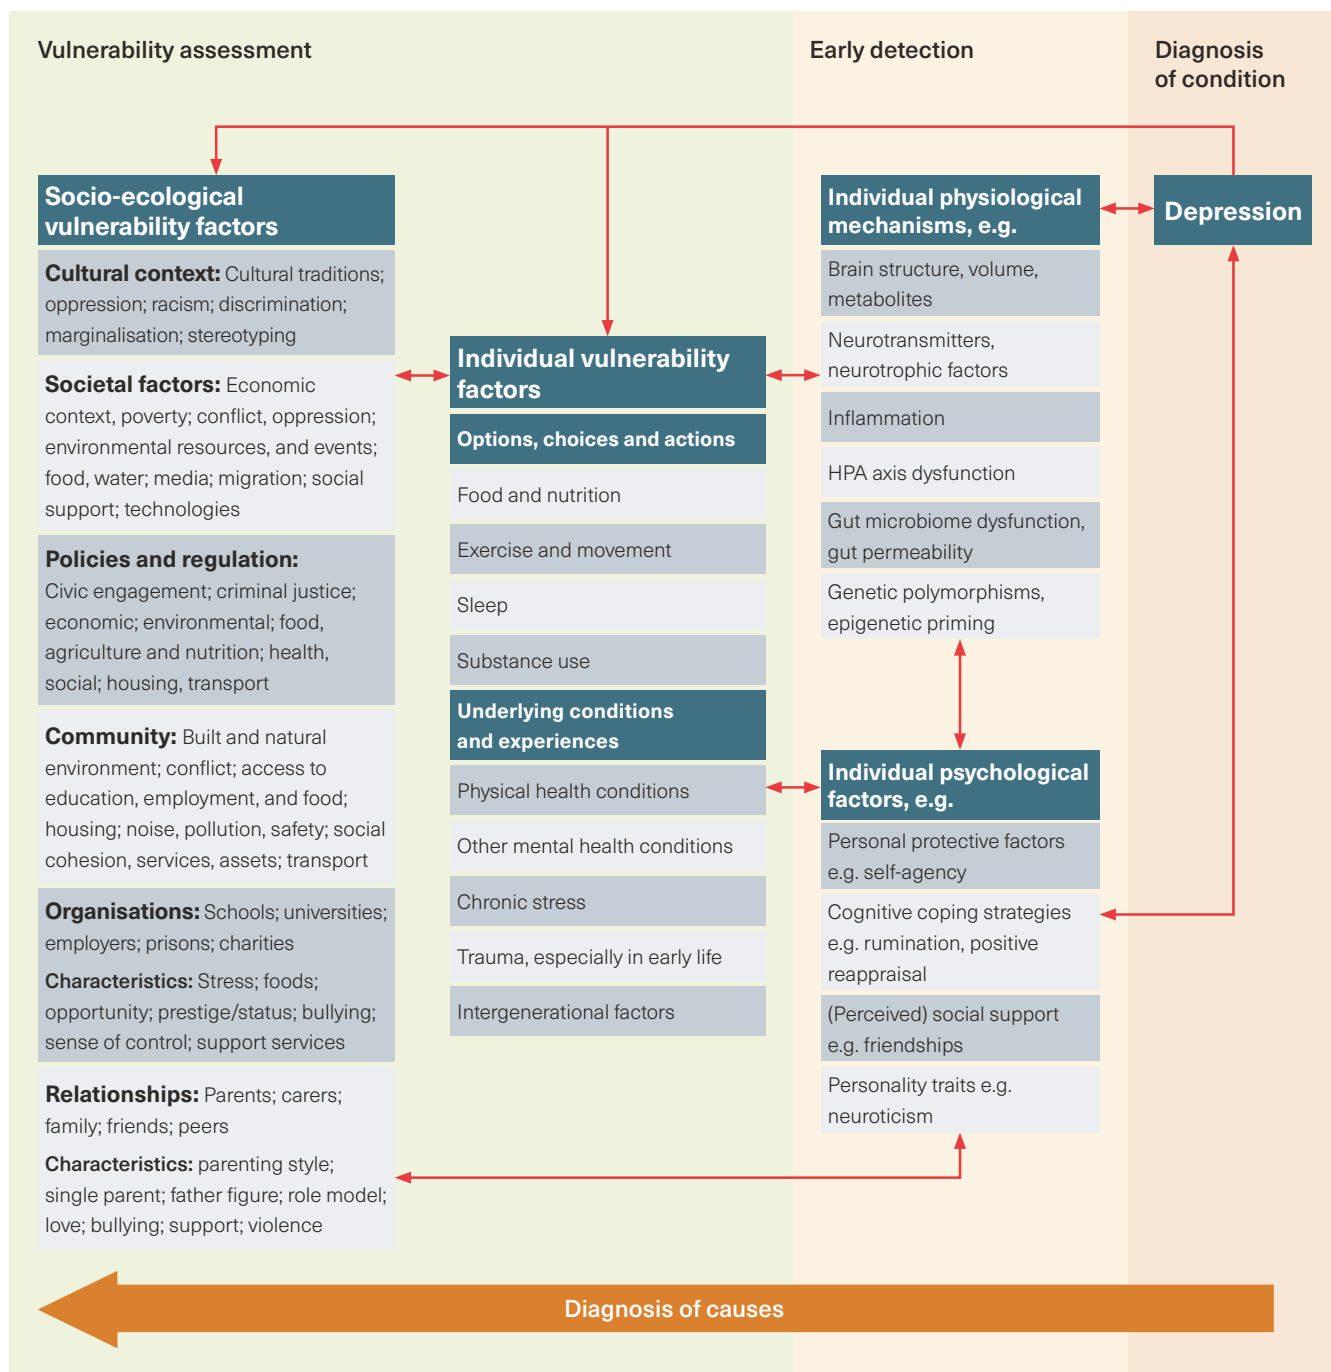 Vulnerability assessment
Early detection
Diagnosis
of condition
Socio-ecological
vulnerability factors
Cultural context: Cultural traditions;
oppression; racism; discrimination;
marginalisation; stereotyping
Societal factors: Economic
context, poverty; conflict, oppression;
environmental resources, and events;
food, water; media; migration; social
support; technologies
Policies and regulation:
Civic engagement; criminal justice;
economic; environmental; food,
agriculture and nutrition; health,
social; housing, transport
Community: Built and natural
environment; conflict; access to
education, employment, and food;
housing; noise, pollution, safety; social
cohesion, services, assets; transport
Organisations: Schools; universities;
employers; prisons; charities
Characteristics: Stress; foods;
opportunity; prestige/status; bullying;
sense of control; support services
Relationships: Parents; carers;
family; friends; peers
Characteristics: parenting style;
single parent; father figure; role model;
love; bullying; support; violence
Individual vulnerability
factors
Options, choices and actions
Food and nutrition
Exercise and movement
Sleep
Substance use
Underlying conditions
and experiences
Physical health conditions
Other mental health conditions
Chronic stress
Trauma, especially in early life
Intergenerational factors
Individual physiological
mechanisms, e.g.
Brain structure, volume,
metabolites
Neurotransmitters,
neurotrophic factors
Inflammation
HPA axis dysfunction
Gut microbiome dysfunction,
gut permeability
Genetic polymorphisms,
epigenetic priming
Individual psychological
factors, e.g.
Personal protective factors
e.g. self-agency
Cognitive coping strategies
e.g. rumination, positive
reappraisal
(Perceived) social support
e.g. friendships
Personality traits e.g.
neuroticism
Depression
Diagnosis of causes